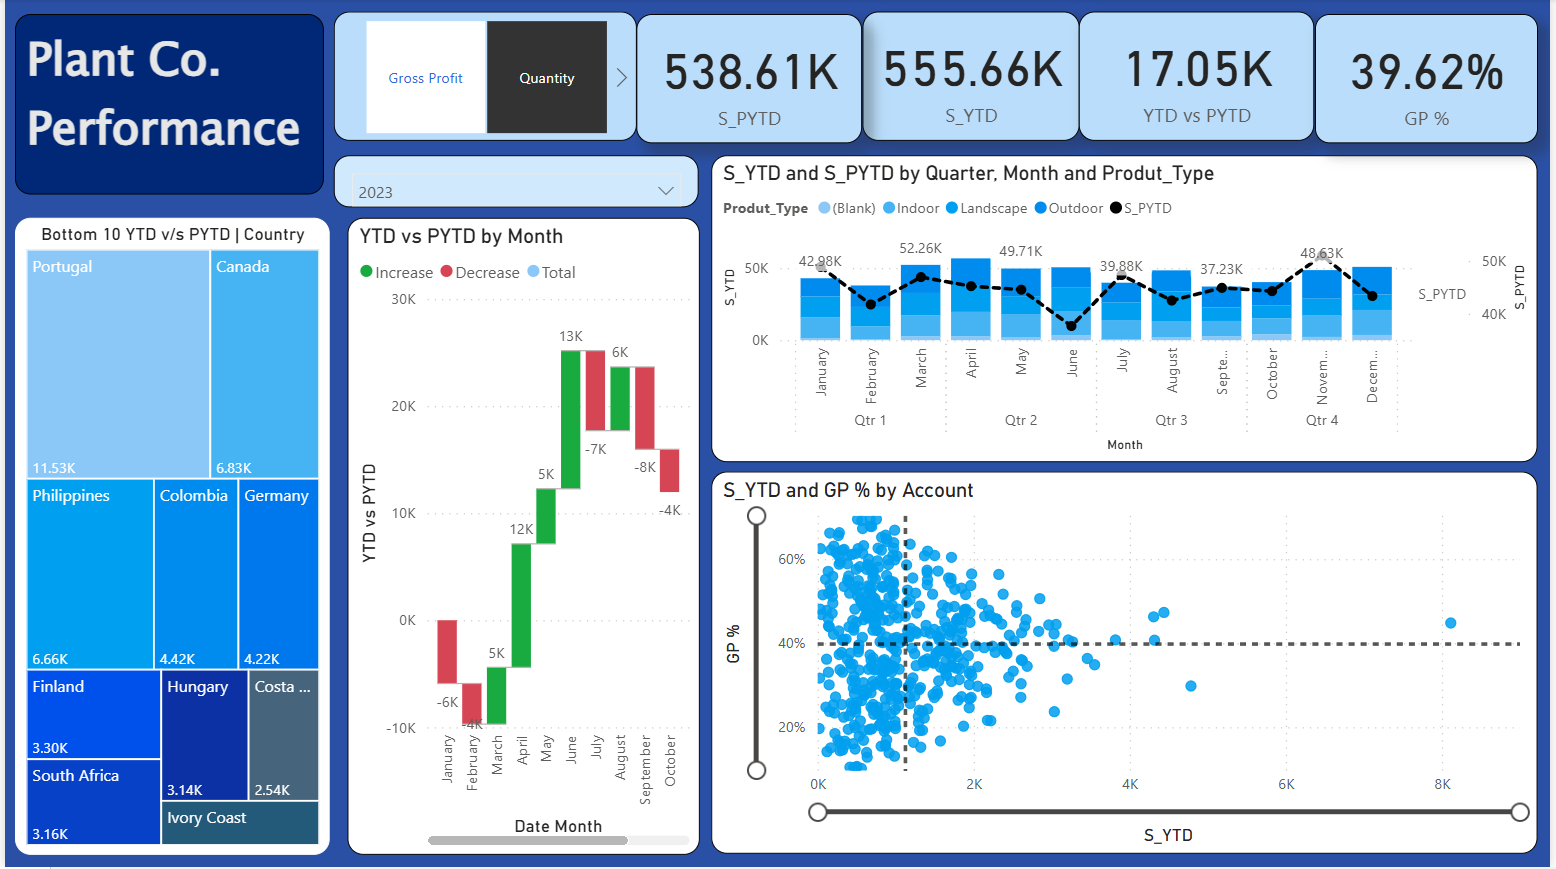 Plant Co.
Performance
Gross Profit
Quantity
538.61K
S_PYTD
555.66K
S_YTD
17.05K
YTD vs PYTD
39.62%
GP %
2023
Bottom 10 YTD v/s PYTD | Country
Portugal
11.53K
Canada
6.83K
Philippines
6.66K
Colombia
4.42K
Germany
4.22K
Finland
3.30K
South Africa
3.16K
Hungary
3.14K
Costa ...
2.54K
Ivory Coast
YTD vs PYTD by Month
Increase Decrease Total
YTD vs PYTD
30K
20K
10K
0K
-10K
-6K
-4K
5K
12K
5K
13K
-7K
6K
-8K
-4K
January
February
March
April
May
June
July
August
September
October
Date Month
S_YTD and S_PYTD by Quarter, Month and Produt_Type
Produt_Type (Blank) Indoor Landscape Outdoor S_PYTD
S_YTD
50K
0K
42.98K
52.26K
49.71K
39.88K
37.23K
48.63K
50K
40K
S_PYTD
S_PYTD
January
February
March
April
May
June
July
August
Septe...
October
Novem...
Decem...
Qtr 1
Qtr 2
Qtr 3
Qtr 4
Month
S_YTD and GP % by Account
GP %
60%
40%
20%
0K
2K
4K
6K
8K
S_YTD